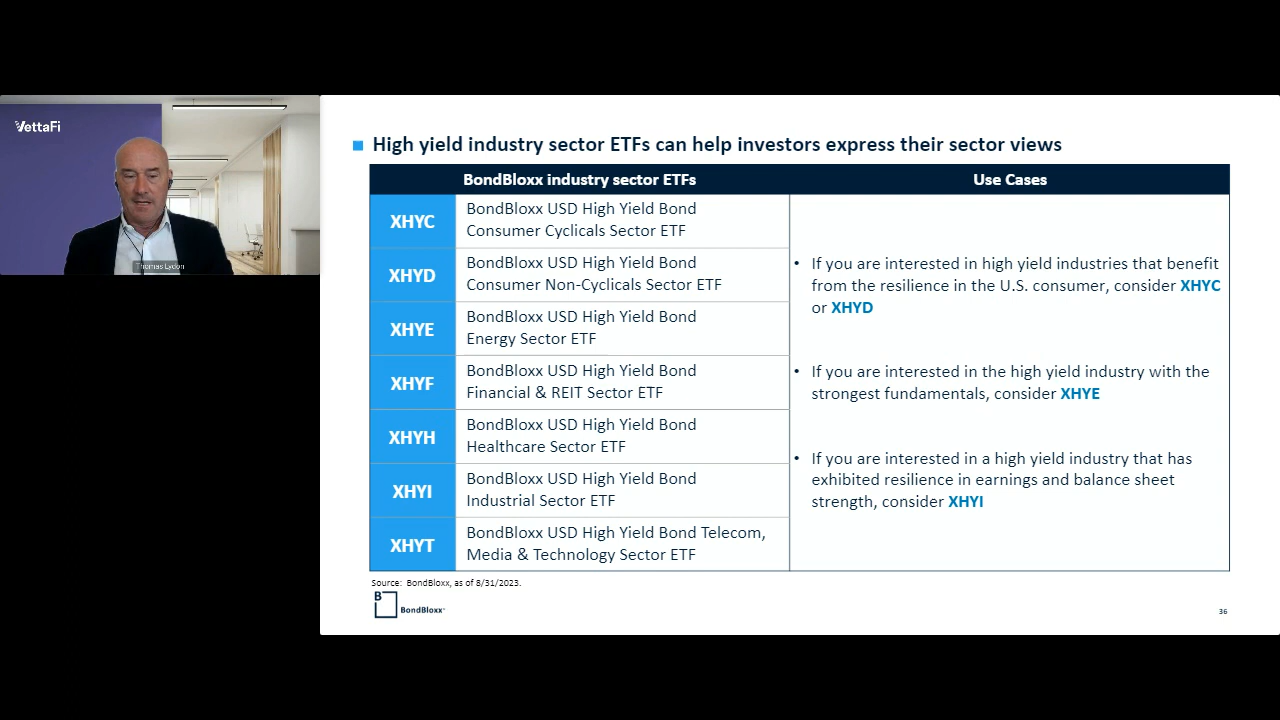 VettaFi
Thomas Lydon
High yield industry sector ETFs can help investors express their sector views
BondBloxx industry sector ETFs
Use Cases
XHYC
BondBloxx USD High Yield Bond
Consumer Cyclicals Sector ETF
XHYD
BondBloxx USD High Yield Bond
Consumer Non-Cyclicals Sector ETF
XHYE
BondBloxx USD High Yield Bond
Energy Sector ETF
XHYF
BondBloxx USD High Yield Bond
Financial & REIT Sector ETF
XHYH
BondBloxx USD High Yield Bond
Healthcare Sector ETF
XHYI
BondBloxx USD High Yield Bond
Industrial Sector ETF
XHYT
BondBloxx USD High Yield Bond Telecom,
Media & Technology Sector ETF
• If you are interested in high yield industries that benefit
from the resilience in the U.S. consumer, consider XHYC
or XHYD
• If you are interested in the high yield industry with the
strongest fundamentals, consider XHYE
• If you are interested in a high yield industry that has
exhibited resilience in earnings and balance sheet
strength, consider XHYI
Source: BondBloxx, as of 8/31/2023.
B
BondBloxx
36